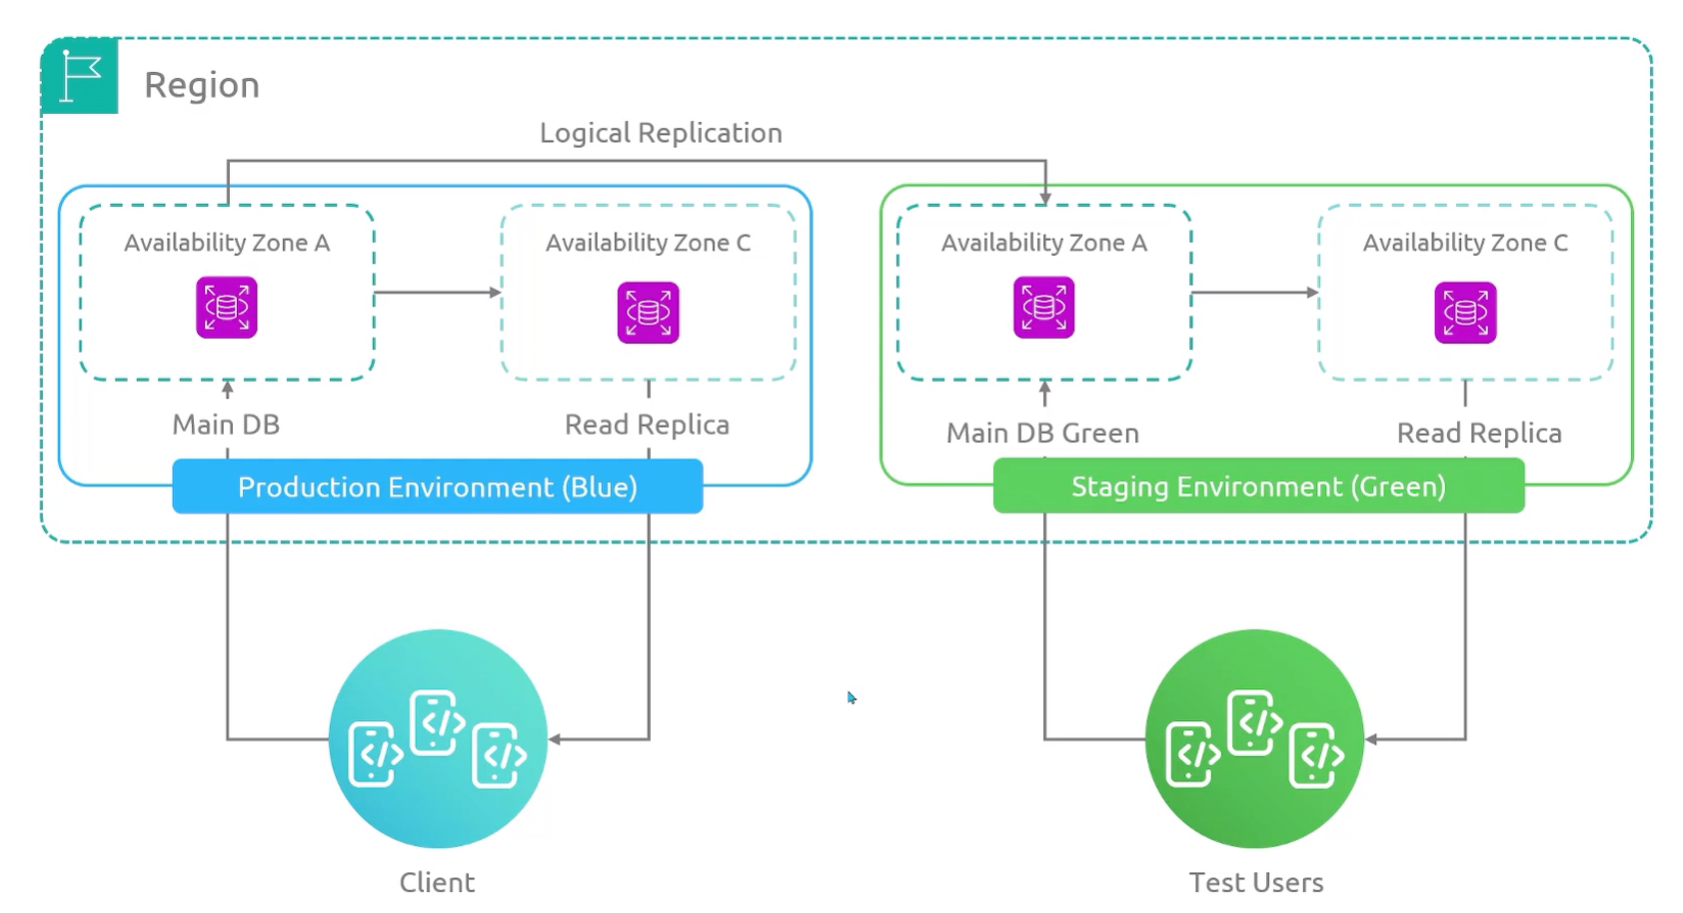 Region
Logical Replication
Availability Zone A
Availability Zone C
Availability Zone A
Availability Zone C
Main DB
Read Replica
Main DB Green
Read Replica
Production Environment (Blue)
Staging Environment (Green)
Client
Test Users